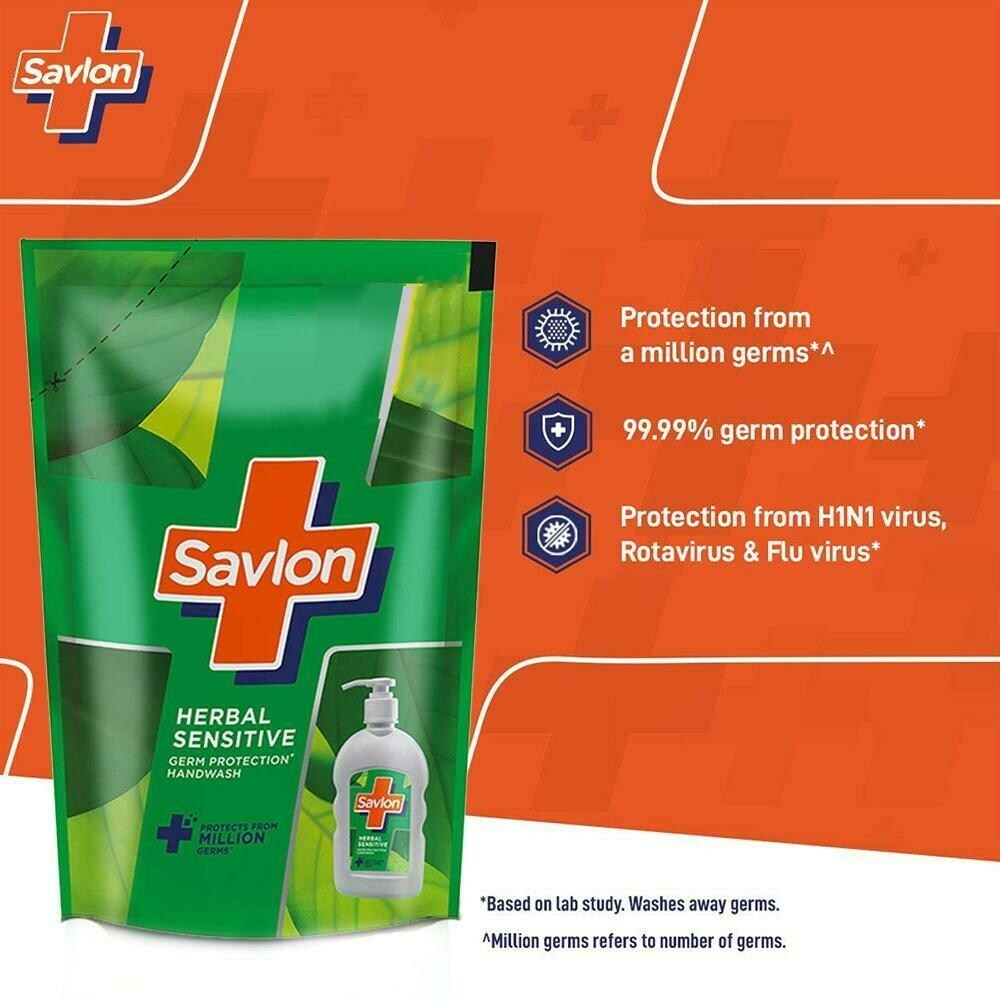 Savlon
Protection from
a million germs*^
99.99% germ protection*
Protection from H1N1 virus,
Rotavirus & Flu virus*
Savlon
HERBAL
SENSITIVE
GERM PROTECTION*
HANDWASH
PROTECTS FROM
MILLION
GERMS*
Savlon
HERBAL
SENSITIVE
*Based on lab study. Washes away germs.
^Million germs refers to number of germs.